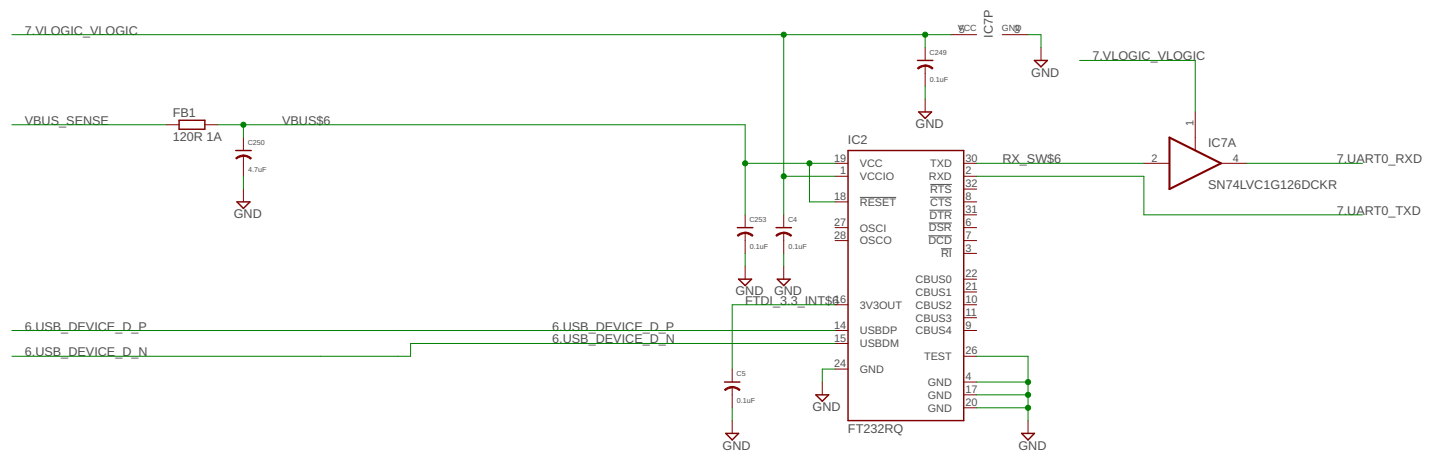 7.VLOGIC_VLOGIC
VCC
5
IC7P
GND
3
C249
0.1uF
GND
GND
7.VLOGIC_VLOGIC
VBUS_SENSE
FB1
120R 1A
VBUS$6
C250
4.7uF
GND
1
IC7A
2
4
SN74LVC1G126DCKR
7.UART0_RXD
7.UART0_TXD
RX_SW$6
IC2
19
VCC
TXD
30
1
VCCIO
RXD
2
RTS
32
18
RESET
CTS
8
DTR
31
27
OSCI
DSR
6
28
OSCO
DCD
7
RI
3
C253
0.1uF
GND
C4
0.1uF
GND
CBUS0
22
CBUS1
21
FTDI_3.3_INT$6
16
3V3OUT
CBUS2
10
CBUS3
11
6.USB_DEVICE_D_P
6.USB_DEVICE_D_P
14
USBDP
CBUS4
9
6.USB_DEVICE_D_N
6.USB_DEVICE_D_N
15
USBDM
TEST
26
24
GND
GND
4
GND
17
GND
20
C5
0.1uF
GND
GND
FT232RQ
GND